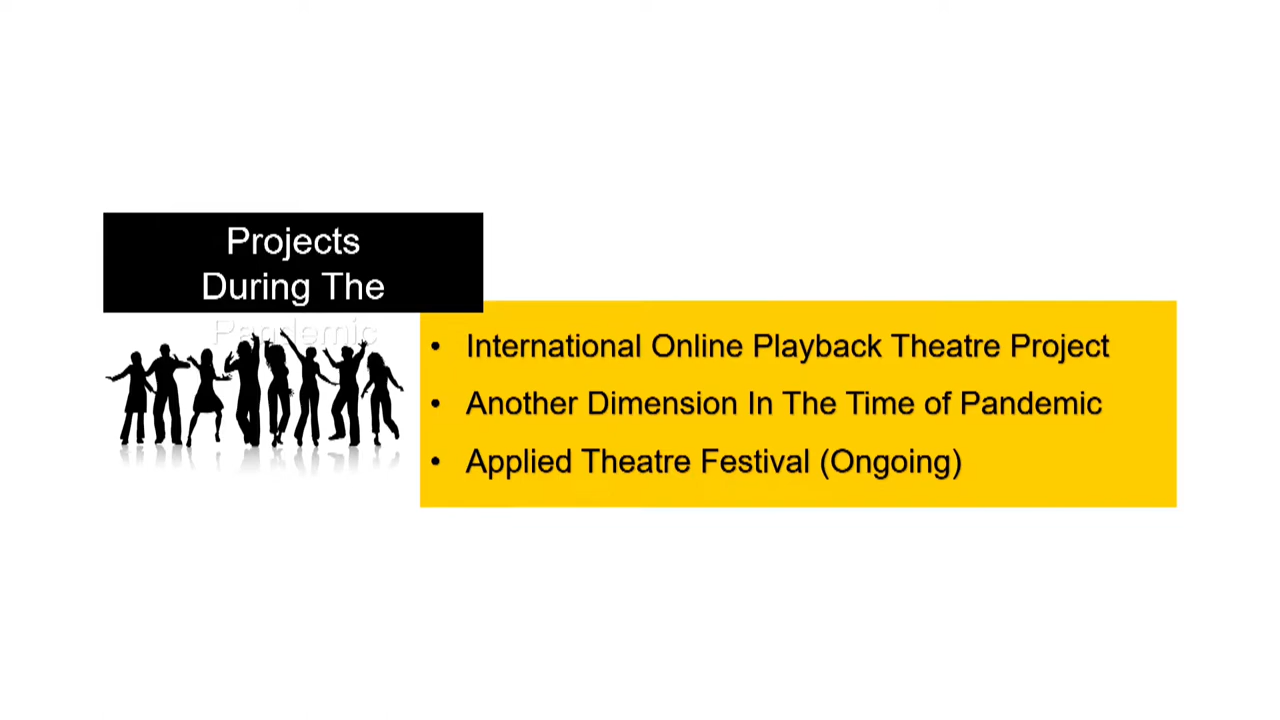 Projects
During The
Pandemic
• International Online Playback Theatre Project
• Another Dimension In The Time of Pandemic
• Applied Theatre Festival (Ongoing)